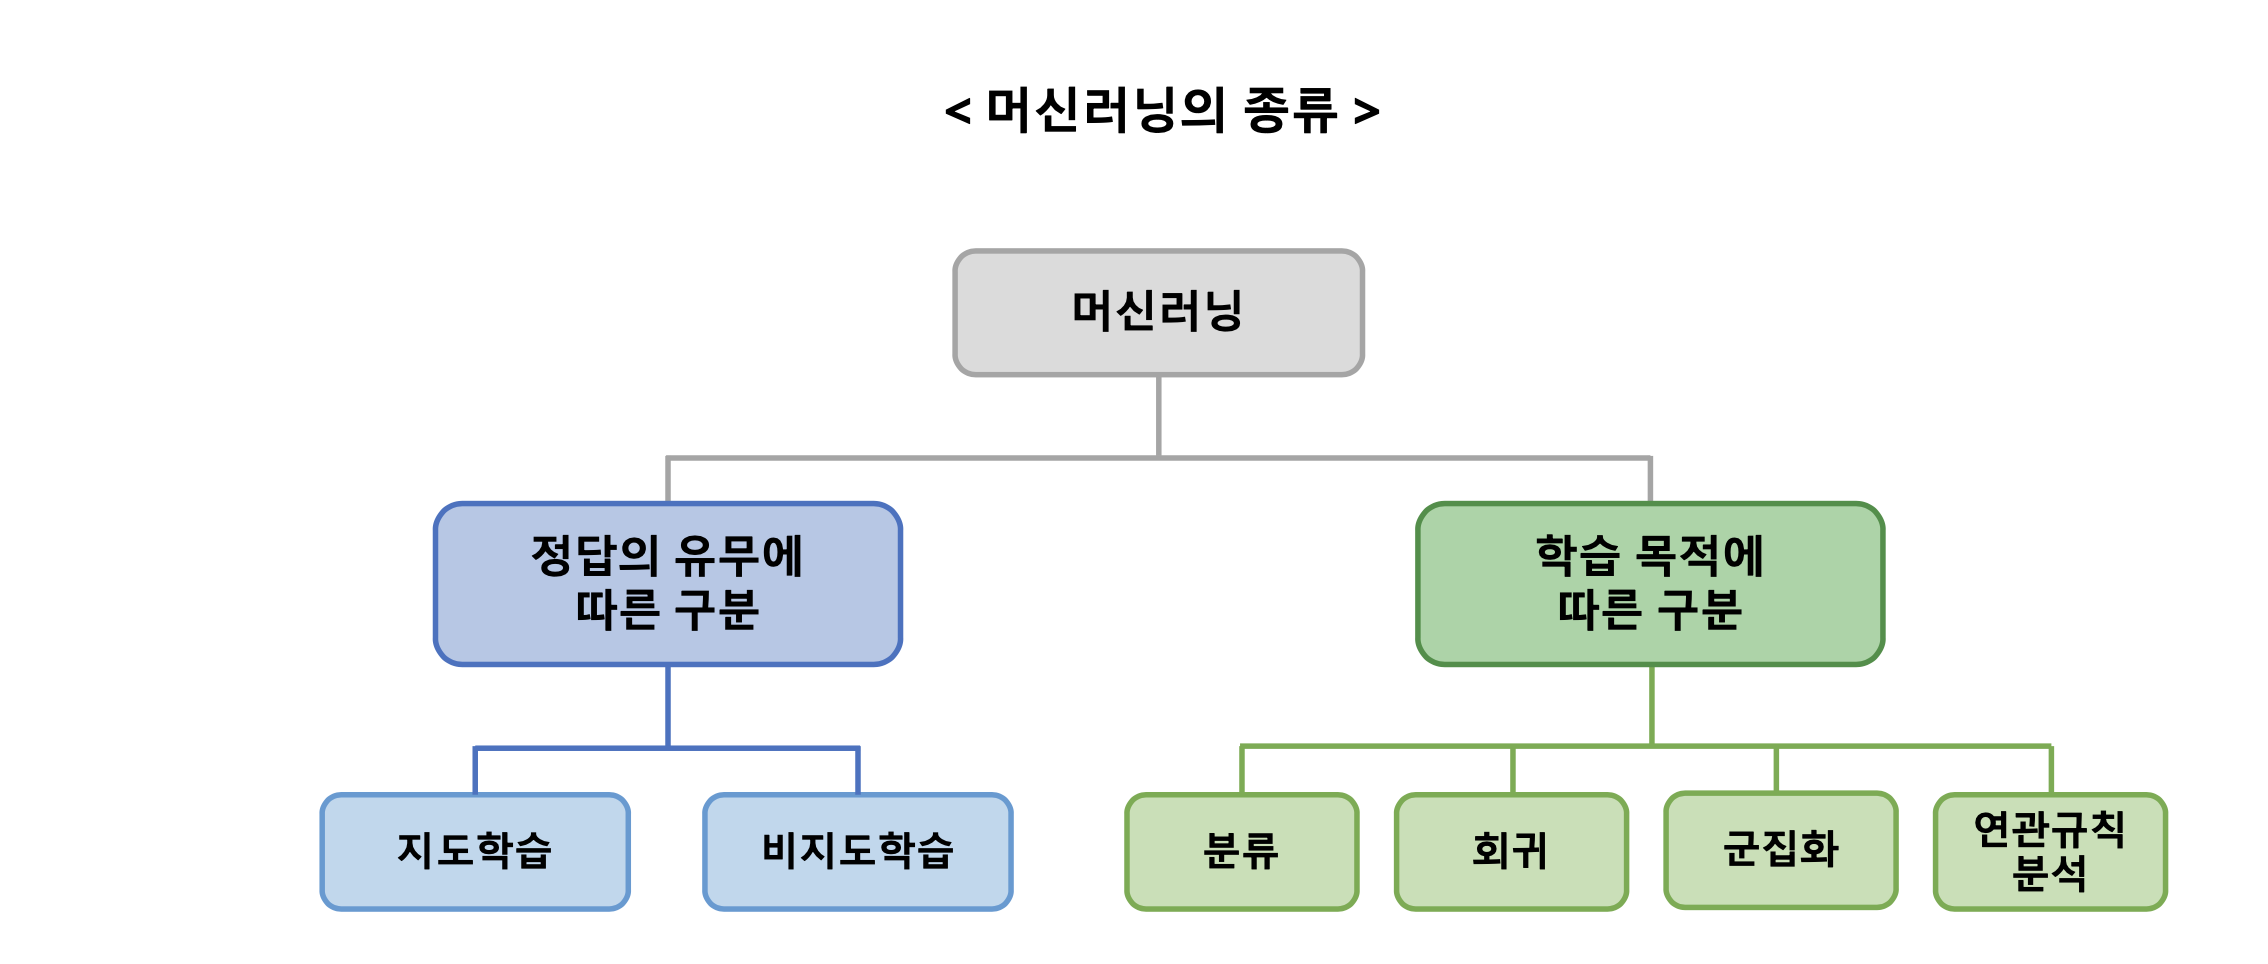 < 머신러닝의 종류 >
머신러닝
정답의 유무에
따른 구분
학습 목적에
따른 구분
지도학습
비지도학습
분류
회귀
군집화
연관규칙
분석